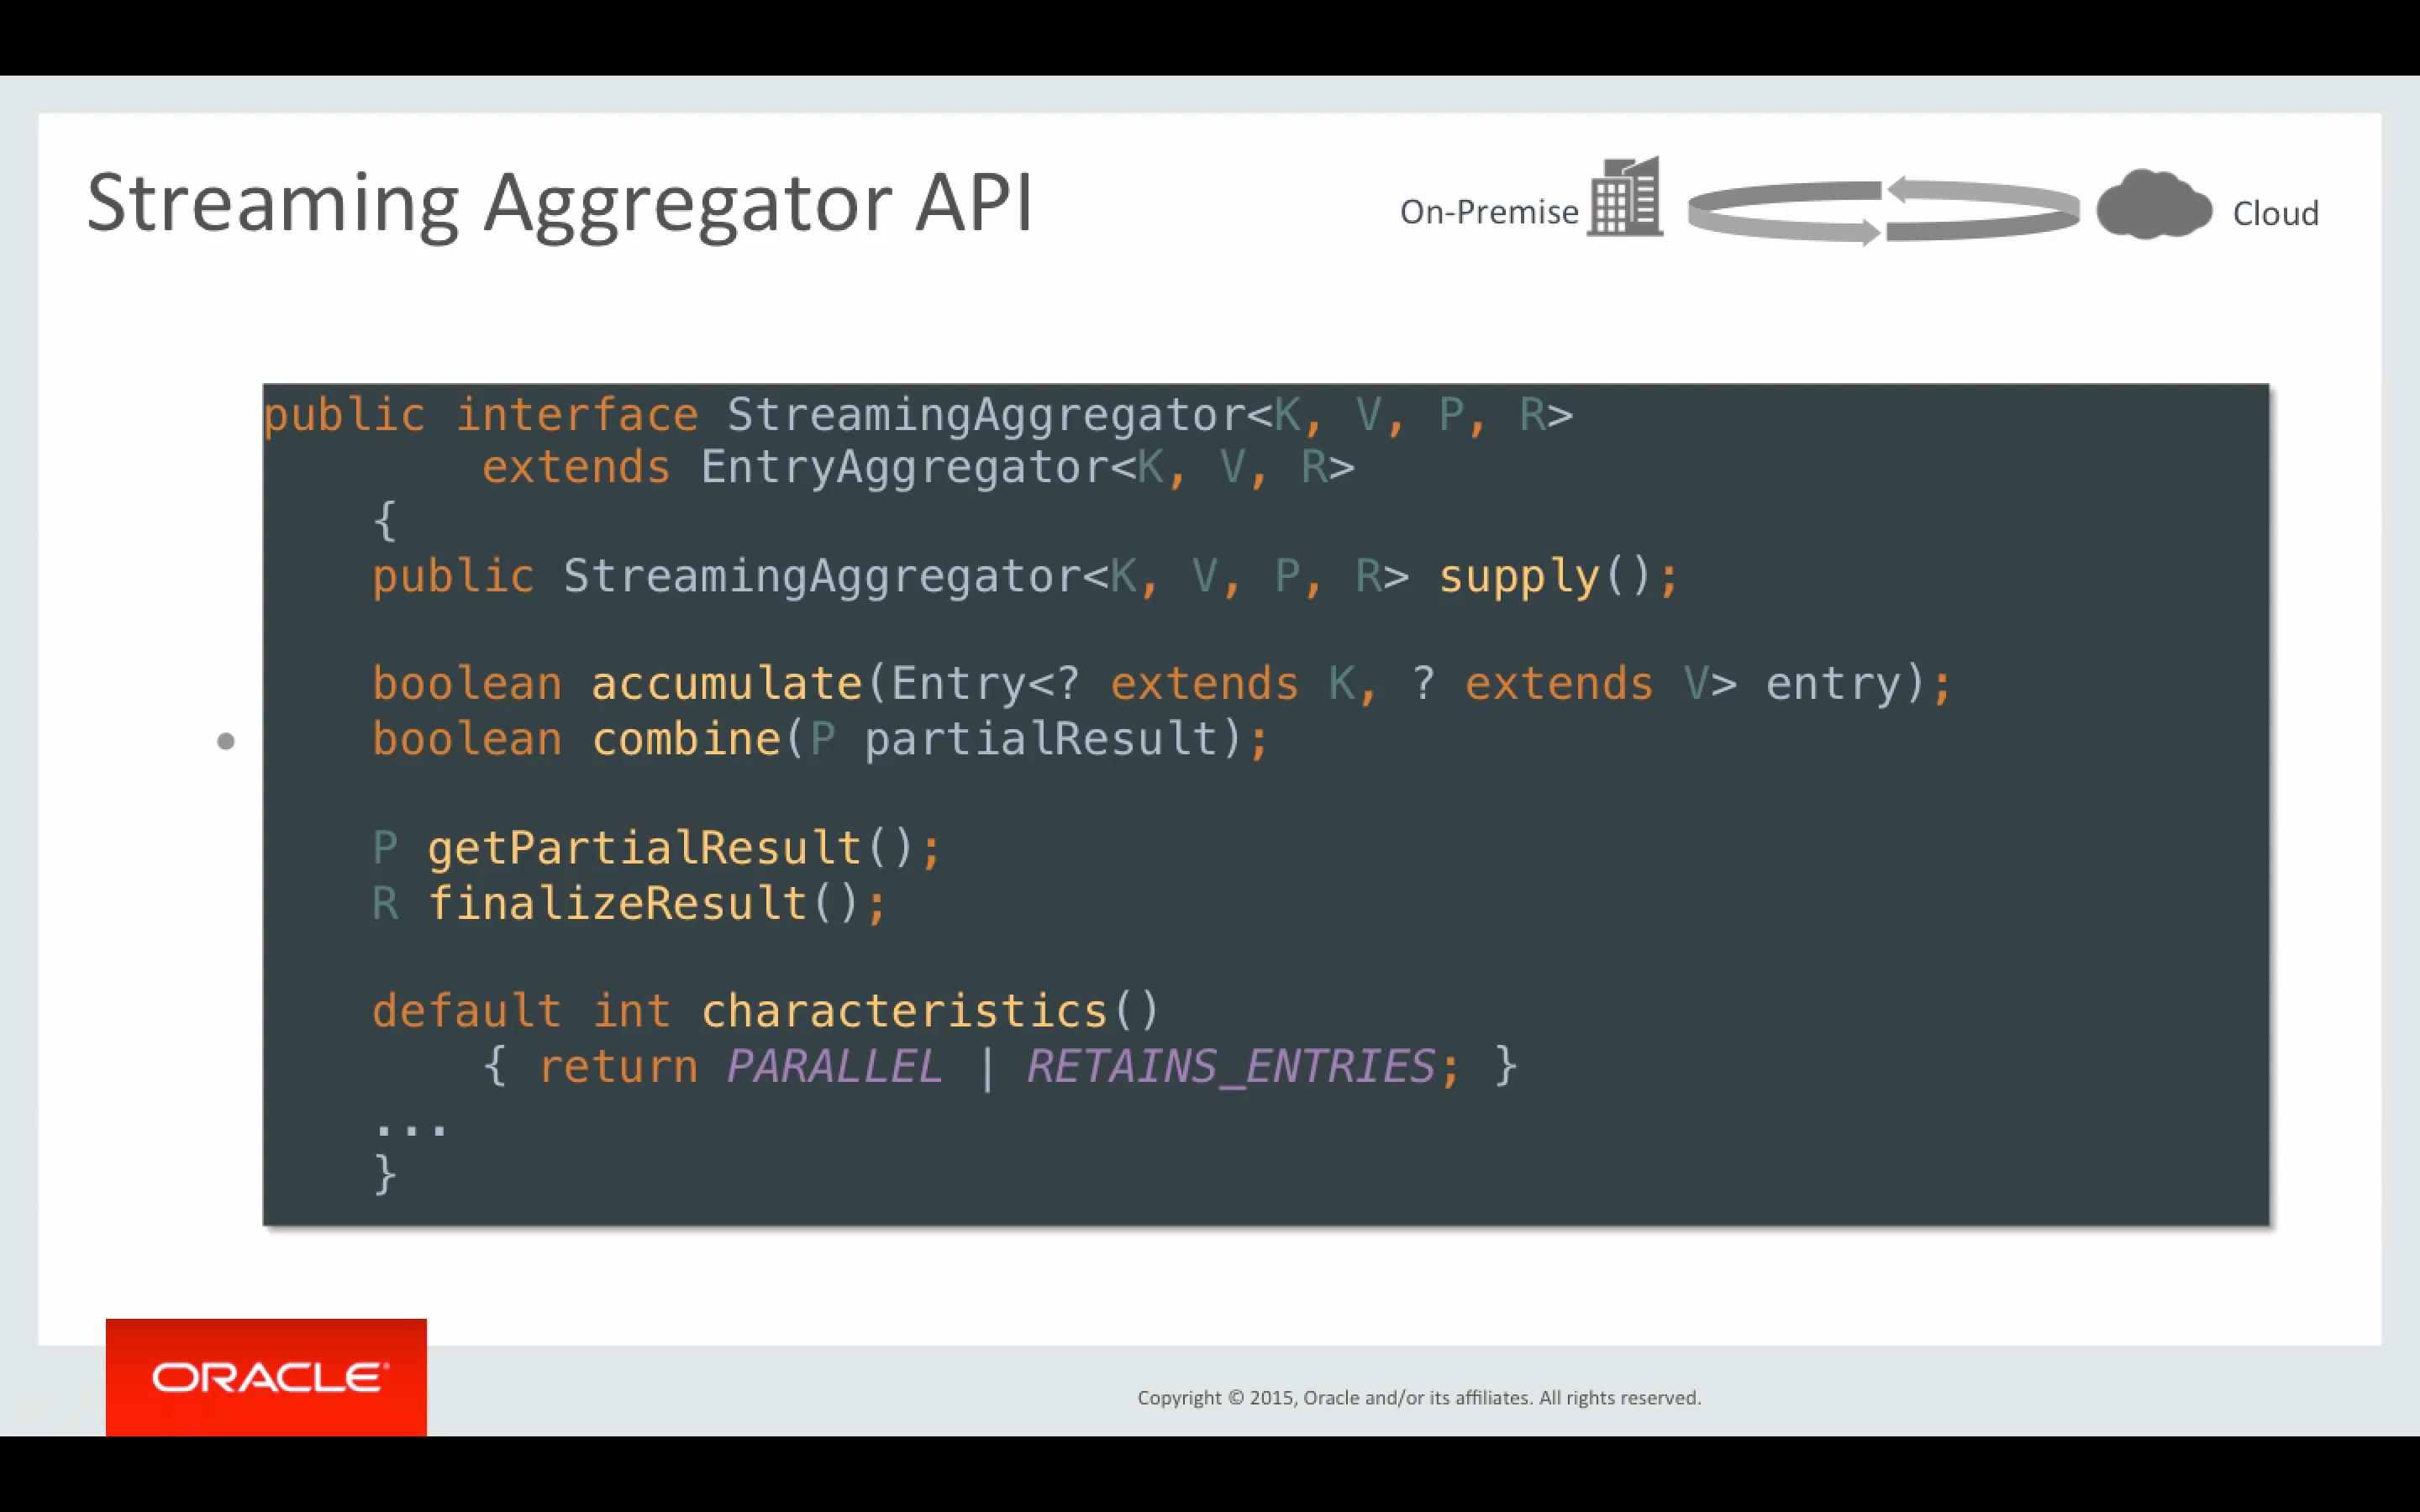 Streaming Aggregator API
On-Premise
Cloud
public interface StreamingAggregator<K, V, P, R>
        extends EntryAggregator<K, V, R>
    {
    public StreamingAggregator<K, V, P, R> supply();
    boolean accumulate(Entry<? extends K, ? extends V> entry);
•
    boolean combine(P partialResult);
    P getPartialResult();
    R finalizeResult();
    default int characteristics()
        { return PARALLEL | RETAINS_ENTRIES; }
    ...
    }
ORACLE®
Copyright © 2015, Oracle and/or its affiliates. All rights reserved.